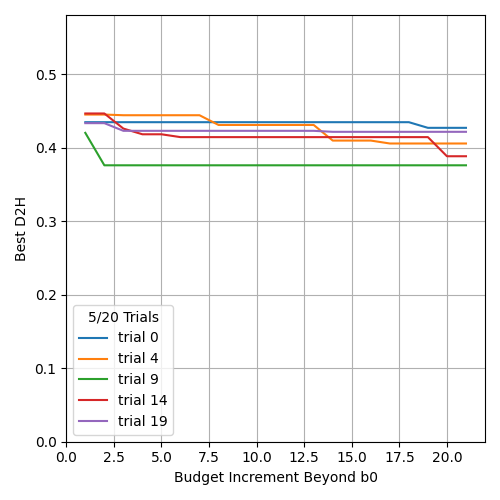 Best D2H
0.5
0.4
0.3
0.2
0.1
0.0
5/20 Trials
trial 0
trial 4
trial 9
trial 14
trial 19
0.0 2.5 5.0 7.5 10.0 12.5 15.0 17.5 20.0
Budget Increment Beyond b0